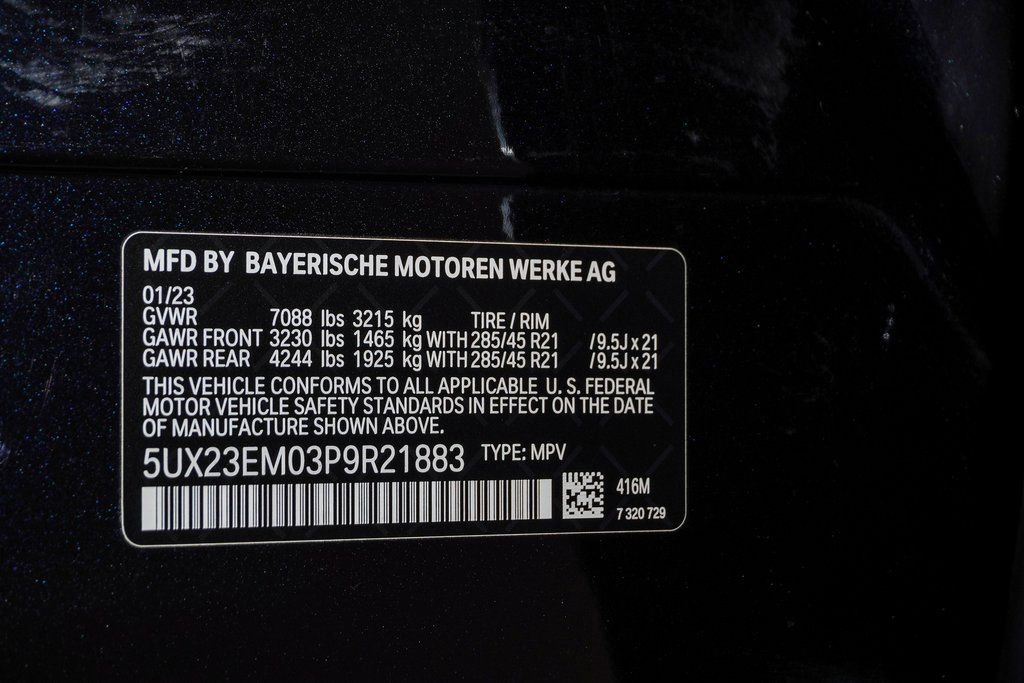 MFD BY BAYERISCHE MOTOREN WERKE AG
01/23
GVWR 7088 lbs 3215 kg TIRE / RIM
GAWR FRONT 3230 lbs 1465 kg WITH 285/45 R21 /9.5J x 21
GAWR REAR 4244 lbs 1925 kg WITH 285/45 R21 /9.5J x 21
THIS VEHICLE CONFORMS TO ALL APPLICABLE U. S. FEDERAL
MOTOR VEHICLE SAFETY STANDARDS IN EFFECT ON THE DATE
OF MANUFACTURE SHOWN ABOVE.
5UX23EM03P9R21883 TYPE: MPV
416M
7 320 729